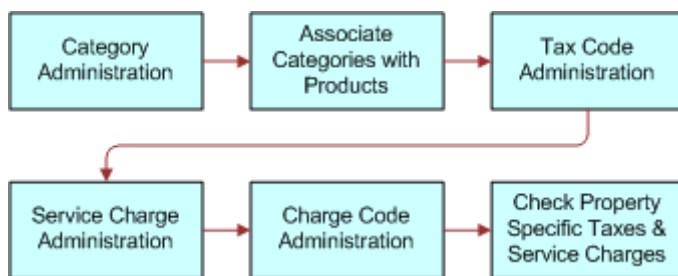 Category
Administration
Associate
Categories with
Products
Tax Code
Administration
Service Charge
Administration
Charge Code
Administration
Check Property
Specific Taxes &
Service Charges